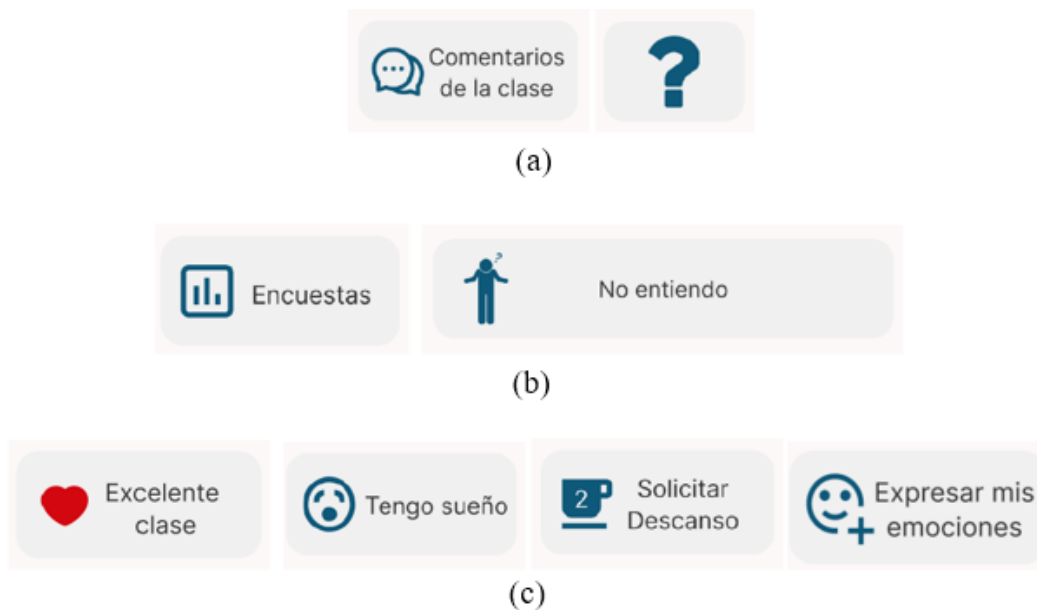 Comentarios
de la clase
?
(a)
Encuestas
?
No entiendo
(b)
Excelente
clase
Tengo sueño
2
Solicitar
Descanso
Expresar mis
emociones
(c)